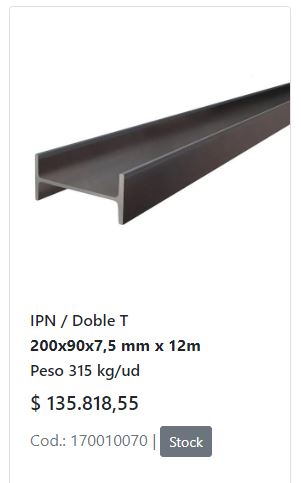 IPN / Doble T
200x90x7,5 mm x 12m
Peso 315 kg/ud
$ 135.818,55
Cod.: 170010070 | Stock